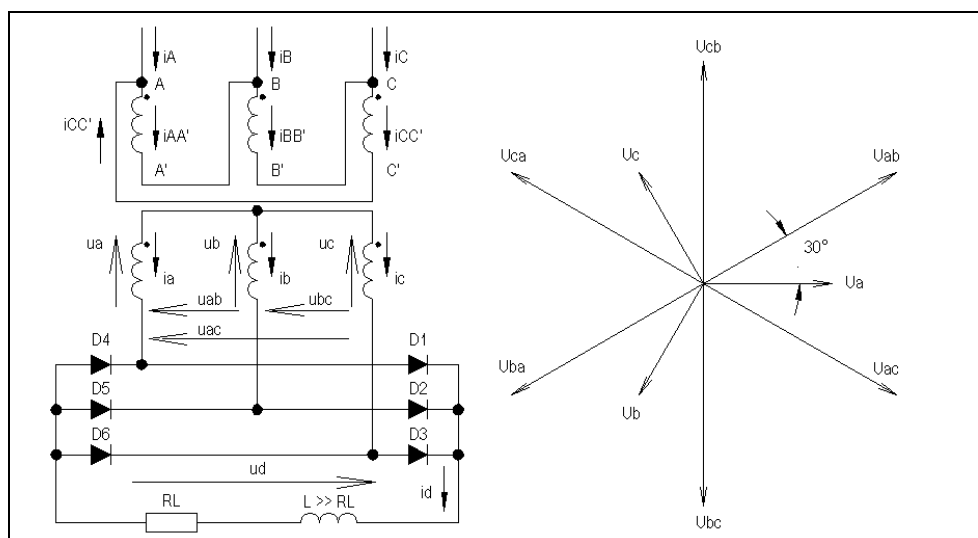 iA iB iC
A B C
iCC' iAA' iBB' iCC'
A' B' C'
ua ub uc
ia ib ic
uab ubc
uac
D4 D1
D5 D2
D6 D3
ud
id
RL L >> RL
Ucb
Uca Uc Uab
30°
Ua
Uba Uac
Ub
Ubc